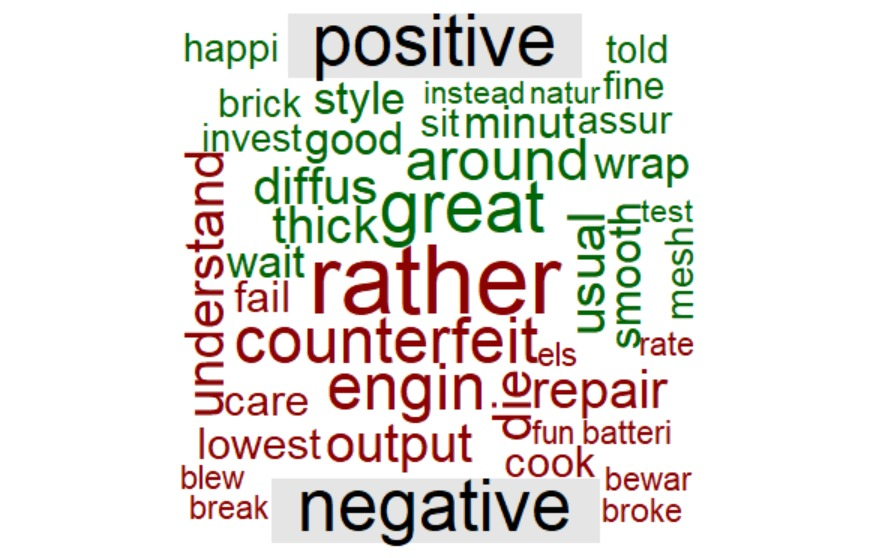 happi positive told
brick style instead natur fine
invest good sit minut assur
around wrap
understand diffus great
thick usual smooth test
wait rather mesh
fail
counterfeit els rate
care engin die repair
lowest output fun batteri
blew cook bewar
break negative broke